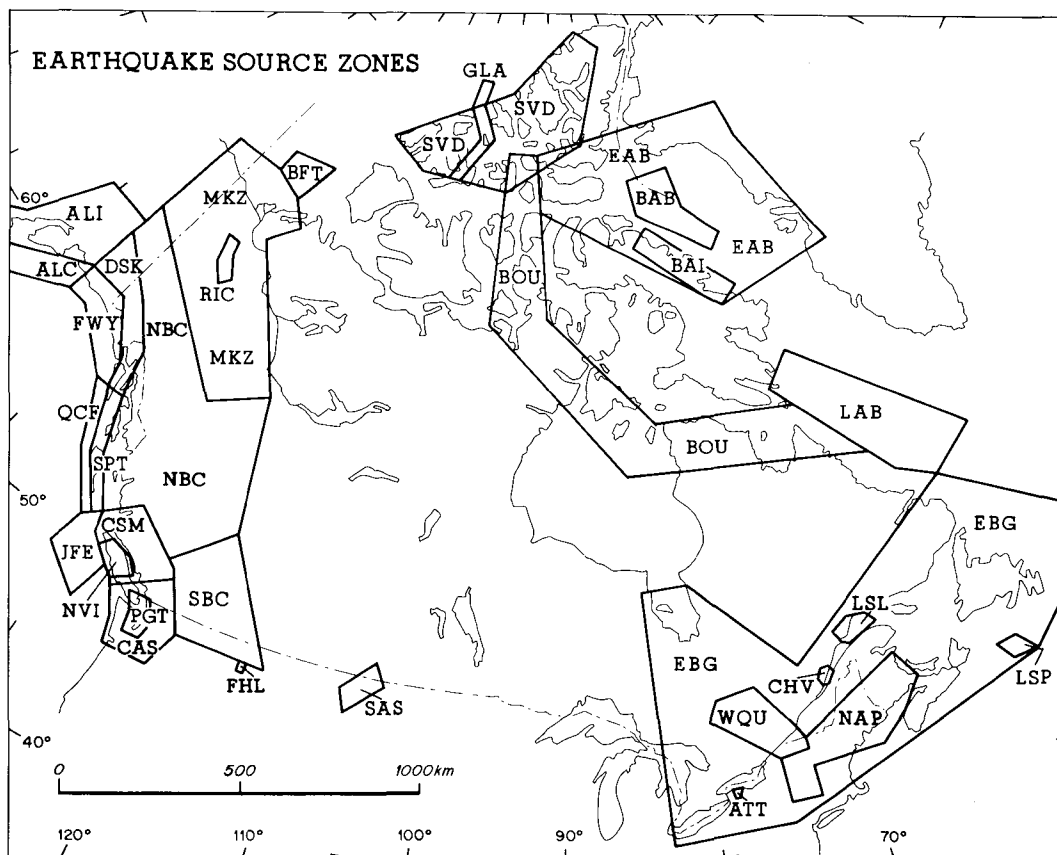 EARTHQUAKE SOURCE ZONES
GLA
SVD
SVD
EAB
BFT
MKZ
BAB
60°
ALI
EAB
ALC
DSK
BAI
BOU
RIC
FWY
NBC
MKZ
QCF
LAB
BOU
SPT
NBC
50°
CSM
EBG
JFE
SBC
NVI
PGT
LSL
CAS
EBG
LSP
FHL
CHV
SAS
WQU
NAP
40°
0 500 1000km
ATT
120° 110° 100° 90° 70°